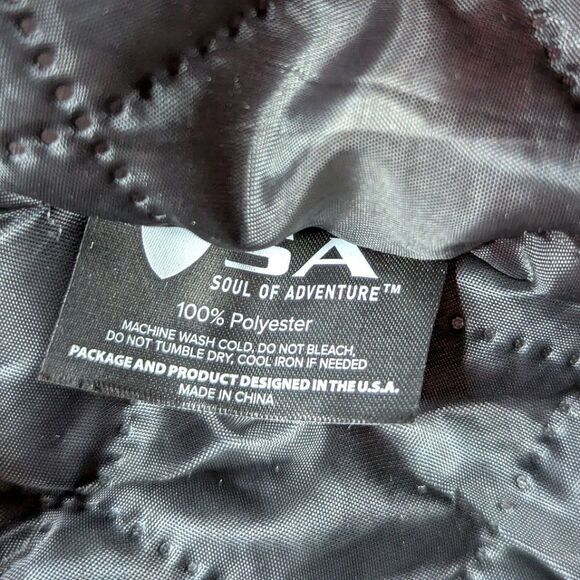 SA
SOUL OF ADVENTURE™
100% Polyester
MACHINE WASH COLD, DO NOT BLEACH,
DO NOT TUMBLE DRY, COOL IRON IF NEEDED
PACKAGE AND PRODUCT DESIGNED IN THE U.S.A.
MADE IN CHINA